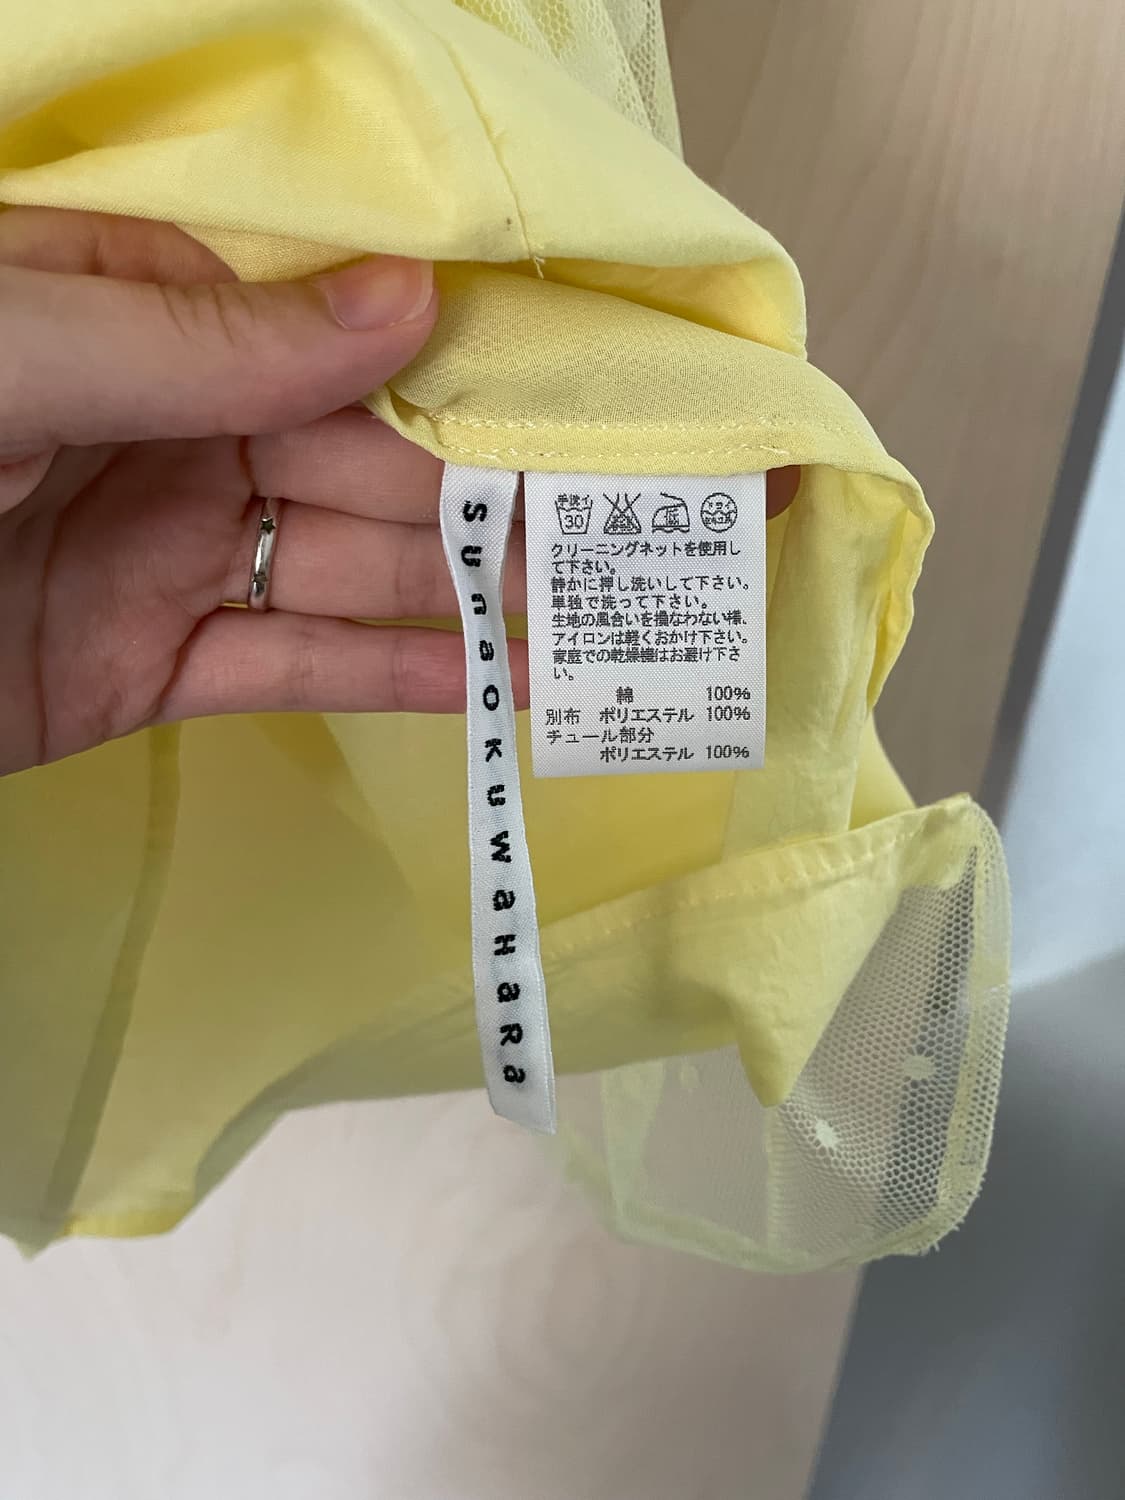 Sunao kuwaHaRa
手洗イ
30
クリーニングネットを使用し
て下さい。
静かに押し洗いして下さい。
単独で洗って下さい。
生地の風合いを損なわない様、
アイロンは軽くおかけ下さい。
家庭での乾燥機はお避け下さ
い。
綿 100%
別布 ポリエステル 100%
チュール部分
ポリエステル 100%